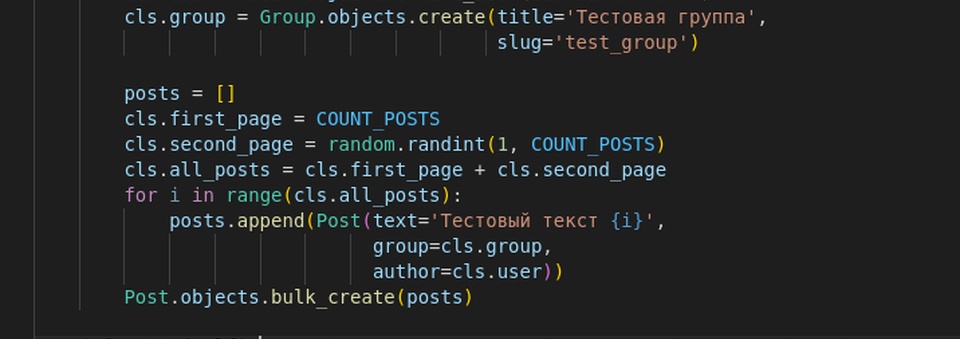 cls.group = Group.objects.create(title='Тестовая группа',
slug='test_group')
posts = []
cls.first_page = COUNT_POSTS
cls.second_page = random.randint(1, COUNT_POSTS)
cls.all_posts = cls.first_page + cls.second_page
for i in range(cls.all_posts):
posts.append(Post(text='Тестовый текст {i}',
group=cls.group,
author=cls.user))
Post.objects.bulk_create(posts)